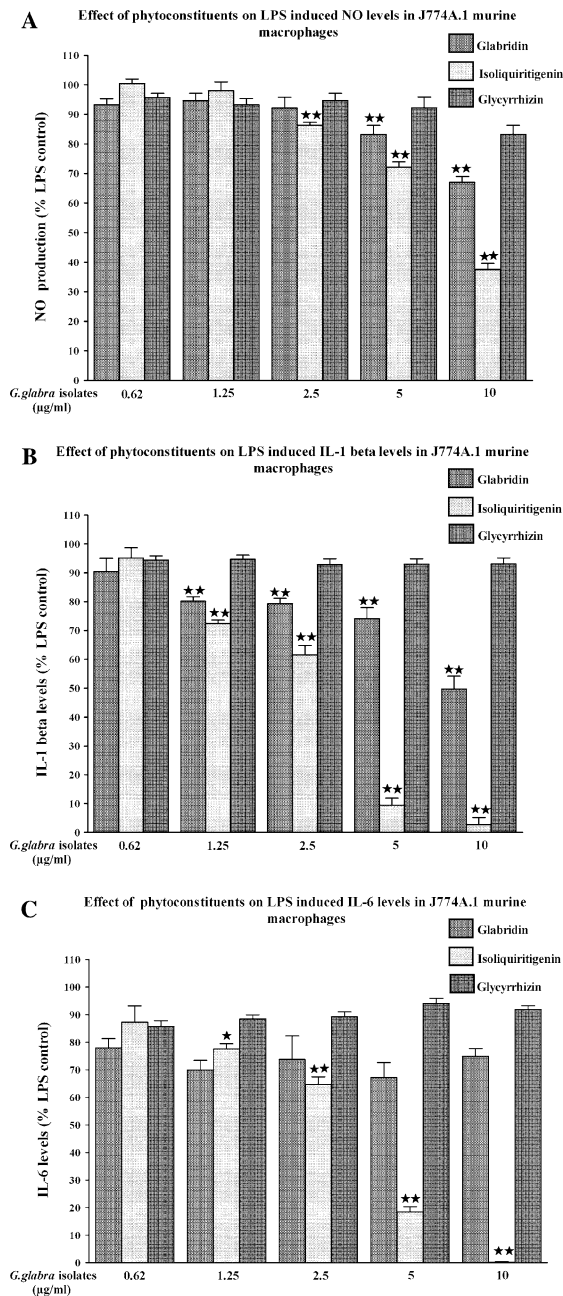 A
Effect of phytoconstituents on LPS induced NO levels in J774A.1 murine
macrophages
Glabridin
Isoliquiritigenin
Glycyrrhizin
NO production (% LPS control)
110
100
90
80
70
60
50
40
30
20
10
0
★★
★★
★★
★★
★★
G.glabra isolates
(µg/ml)
0.62 1.25 2.5 5 10
B
Effect of phytoconstituents on LPS induced IL-1 beta levels in J774A.1 murine
macrophages
Glabridin
Isoliquiritigenin
Glycyrrhizin
IL-1 beta levels (% LPS control)
110
100
90
80
70
60
50
40
30
20
10
0
★★
★★
★★
★★
★★
★★
★★
★★
G.glabra isolates
(µg/ml)
0.62 1.25 2.5 5 10
C
Effect of phytoconstituents on LPS induced IL-6 levels in J774A.1 murine
macrophages
Glabridin
Isoliquiritigenin
Glycyrrhizin
IL-6 levels (% LPS control)
110
100
90
80
70
60
50
40
30
20
10
0
★
★★
★★
★★
G.glabra isolates
(µg/ml)
0.62 1.25 2.5 5 10